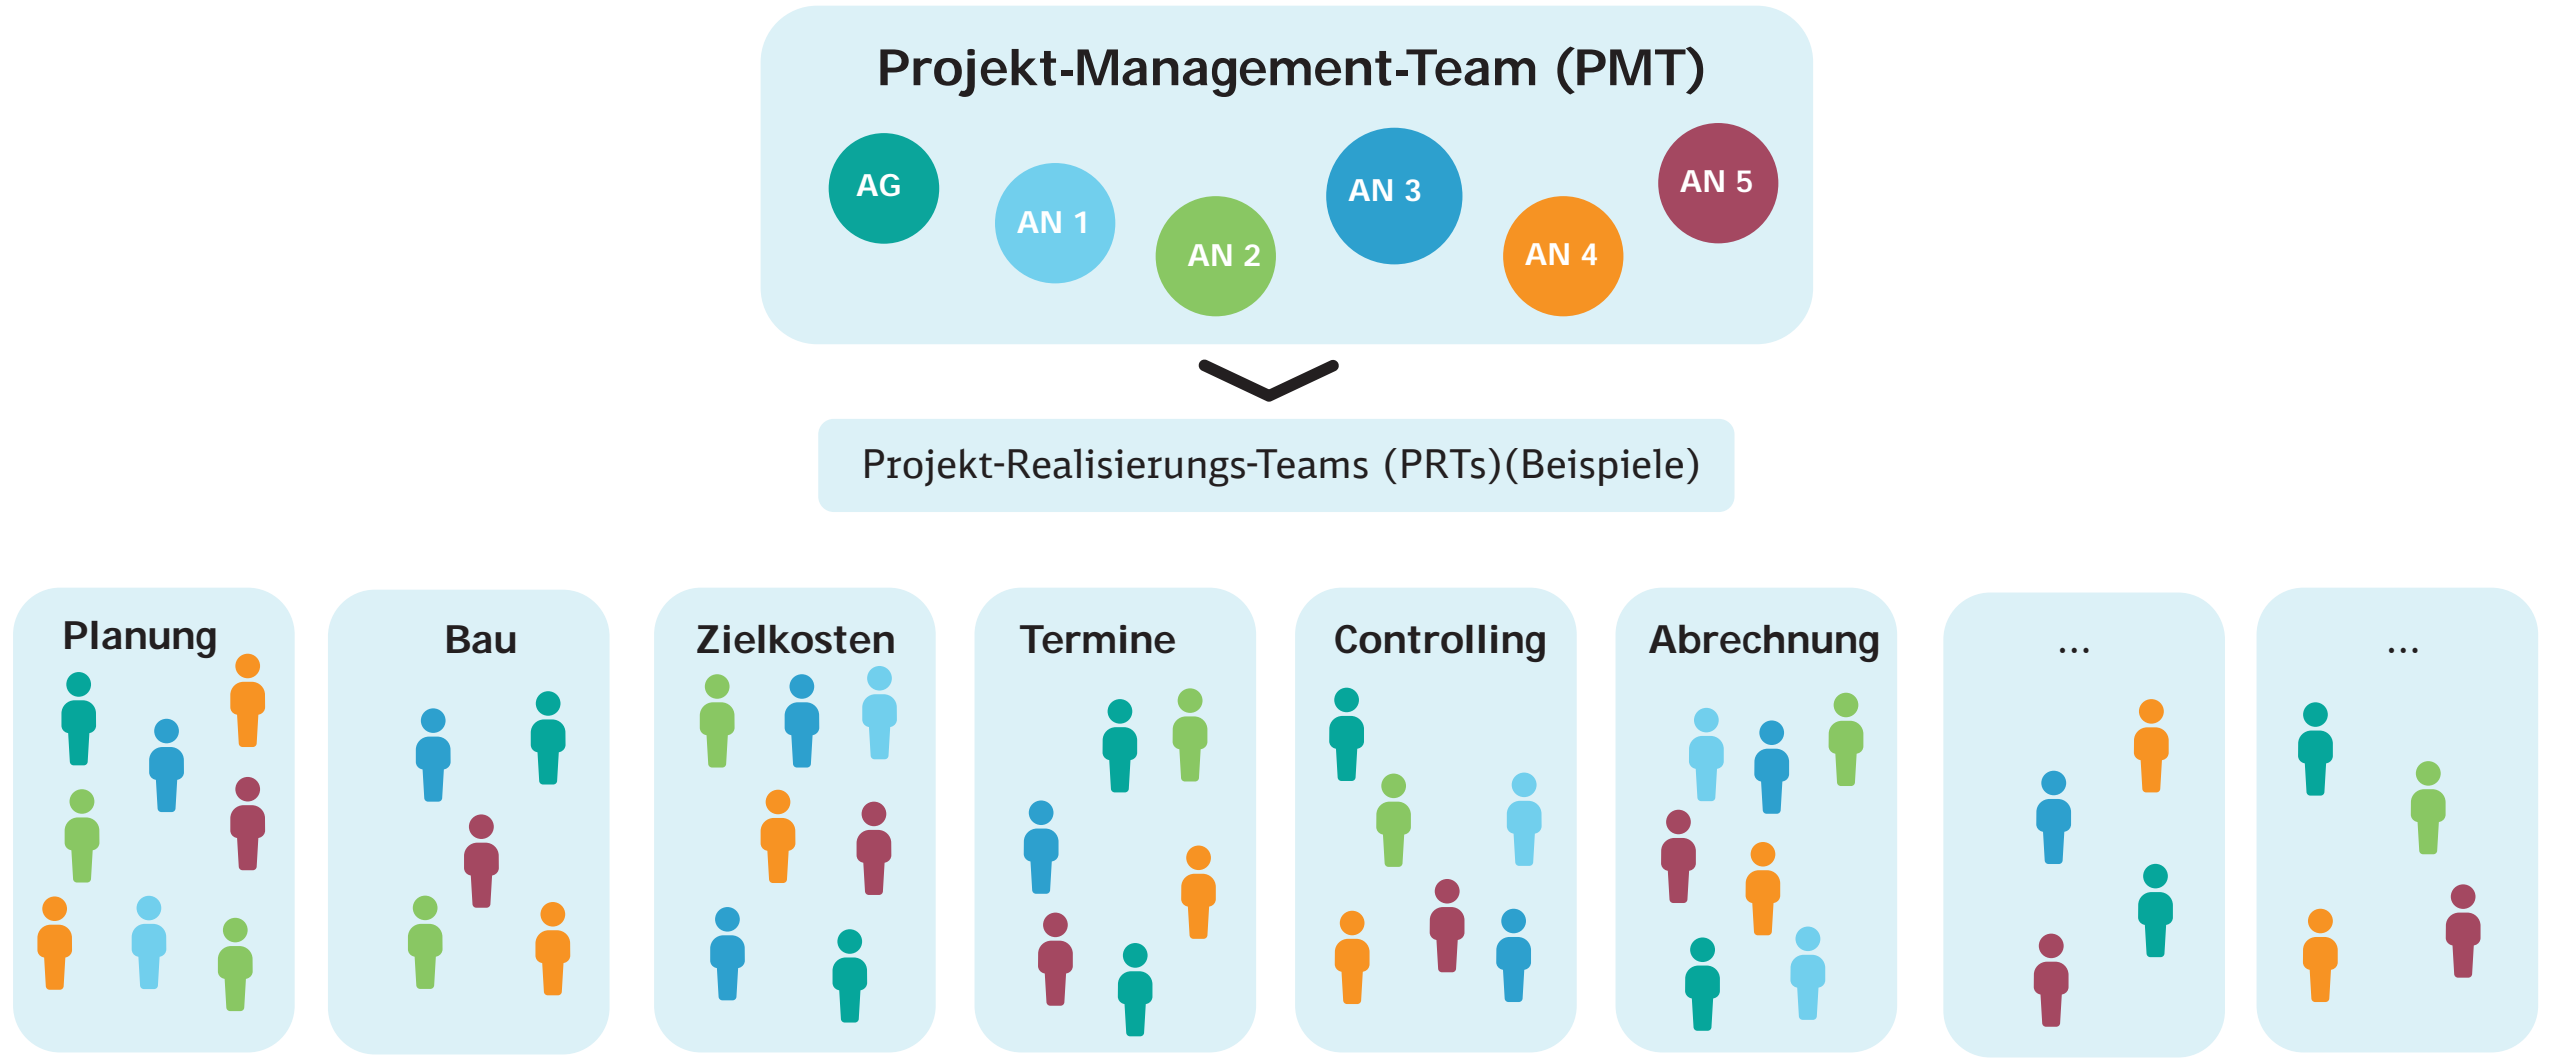 Projekt-Management-Team (PMT)
AG
AN 1
AN 2
AN 3
AN 4
AN 5
Projekt-Realisierungs-Teams (PRTs)(Beispiele)
Planung
Bau
Zielkosten
Termine
Controlling
Abrechnung
...
...